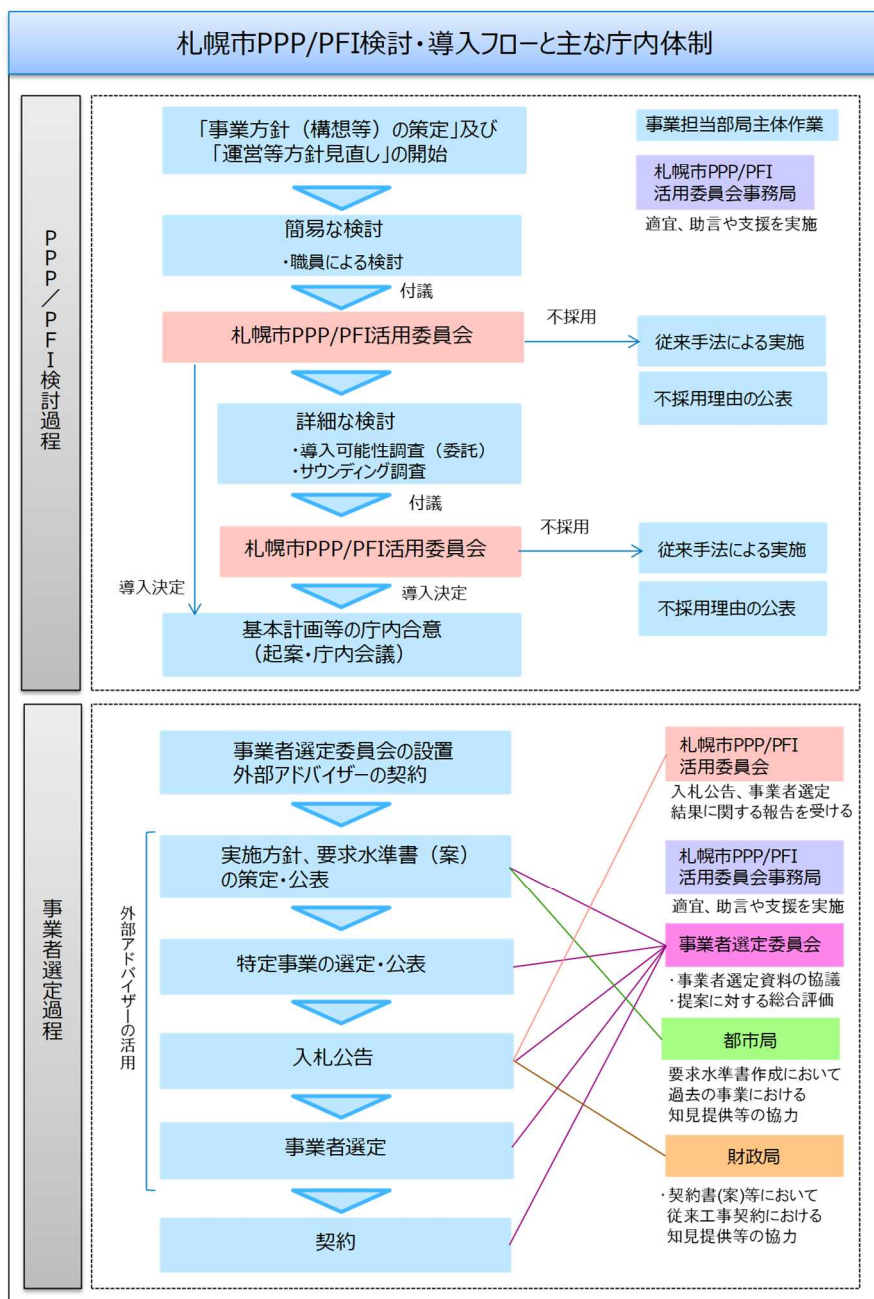 札幌市PPP/PFI検討・導入フローと主な庁内体制
PPP/PFI検討過程
「事業方針（構想等）の策定」及び
「運営等方針見直し」の開始
事業担当部局主体作業
札幌市PPP/PFI
活用委員会事務局
適宜、助言や支援を実施
簡易な検討
・職員による検討
付議
札幌市PPP/PFI活用委員会
不採用
従来手法による実施
不採用理由の公表
詳細な検討
・導入可能性調査（委託）
・サウンディング調査
付議
札幌市PPP/PFI活用委員会
不採用
従来手法による実施
不採用理由の公表
導入決定
導入決定
基本計画等の庁内合意
（起案・庁内会議）
事業者選定過程
事業者選定委員会の設置
外部アドバイザーの契約
外部アドバイザーの活用
実施方針、要求水準書（案）
の策定・公表
特定事業の選定・公表
入札公告
事業者選定
契約
札幌市PPP/PFI
活用委員会
入札公告、事業者選定
結果に関する報告を受ける
札幌市PPP/PFI
活用委員会事務局
適宜、助言や支援を実施
事業者選定委員会
・事業者選定資料の協議
・提案に対する総合評価
都市局
要求水準書作成において
過去の事業における
知見提供等の協力
財政局
・契約書(案)等において
従来工事契約における
知見提供等の協力